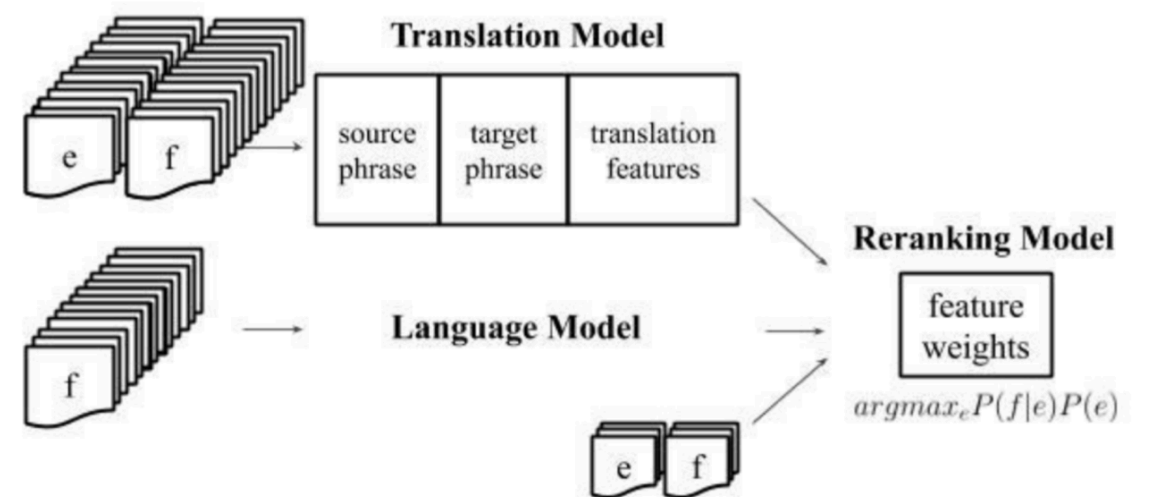 Translation Model
e f
source phrase
target phrase
translation features
Reranking Model
f
Language Model
feature weights
argmax_e P(f|e)P(e)
e f